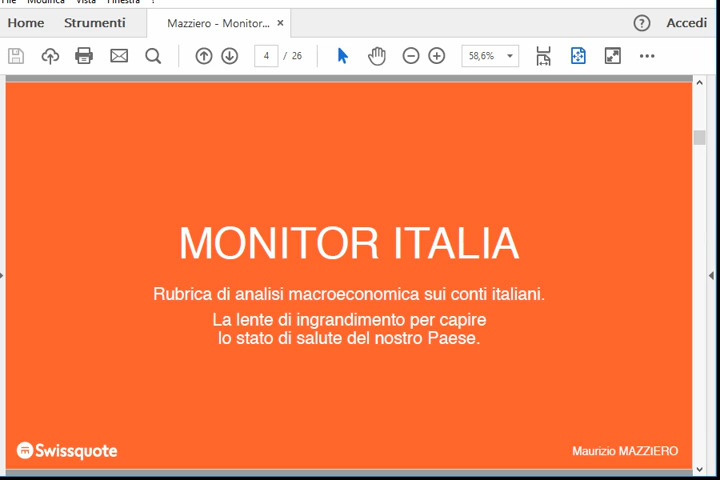 File Modifica Vista Finestra ?
Home Strumenti Mazziero - Monitor... × ? Accedi
4 / 26 58,6%
MONITOR ITALIA
Rubrica di analisi macroeconomica sui conti italiani.
La lente di ingrandimento per capire
lo stato di salute del nostro Paese.
Swissquote Maurizio MAZZIERO